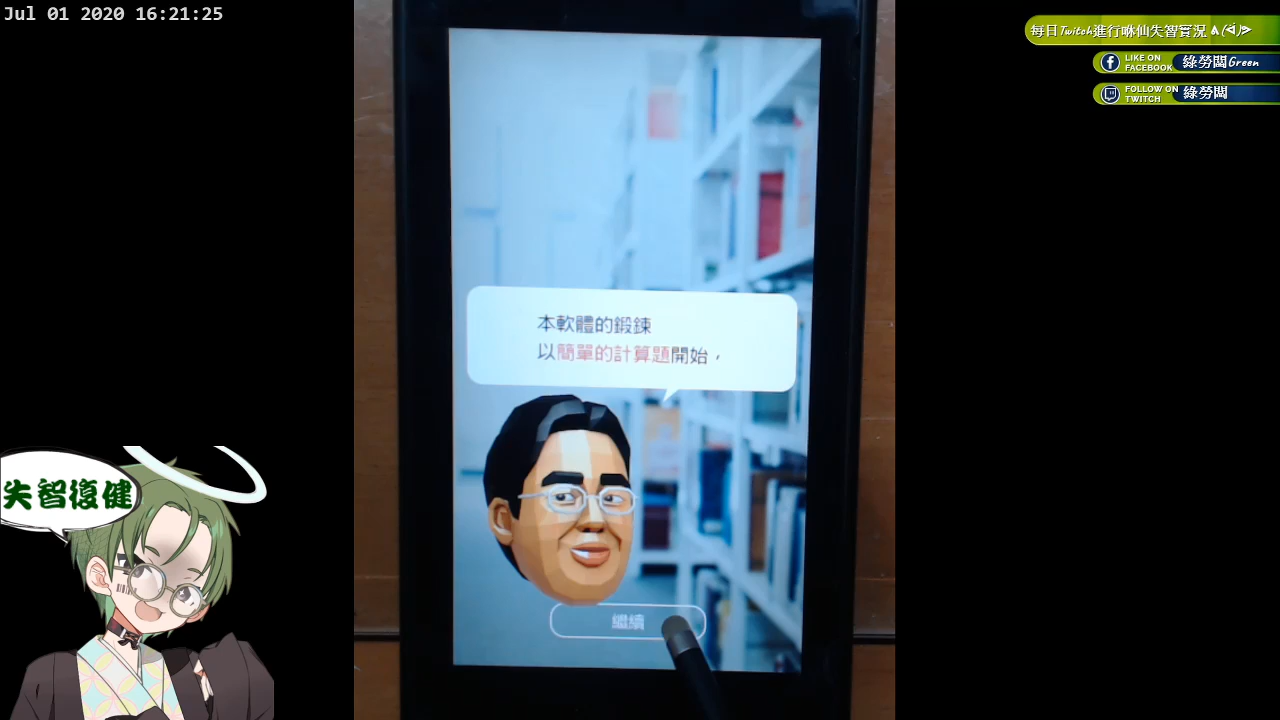 Jul 01 2020 16:21:25
每日Twitch進行咻仙失智實況
LIKE ON
FACEBOOK
綠勞闆Green
FOLLOW ON
TWITCH
綠勞闆
本軟體的鍛鍊
以簡單的計算題開始，
失智復健
繼續